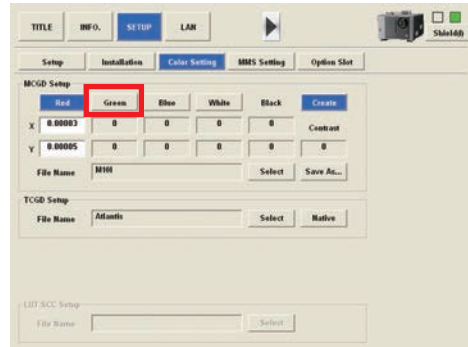 TITLE INFO. SETUP LAN Shield(I)
Setup Installation Color Setting MMS Setting Option Slot
MCGD Setup
Red Green Blue White Black Create
X 0.00003 0 0 0 0 Contrast
Y 0.00005 0 0 0 0 0
File Name M101 Select Save As...
TCGD Setup
File Name Atlantis Select Native
LUT/SCC Setup
File Name Select